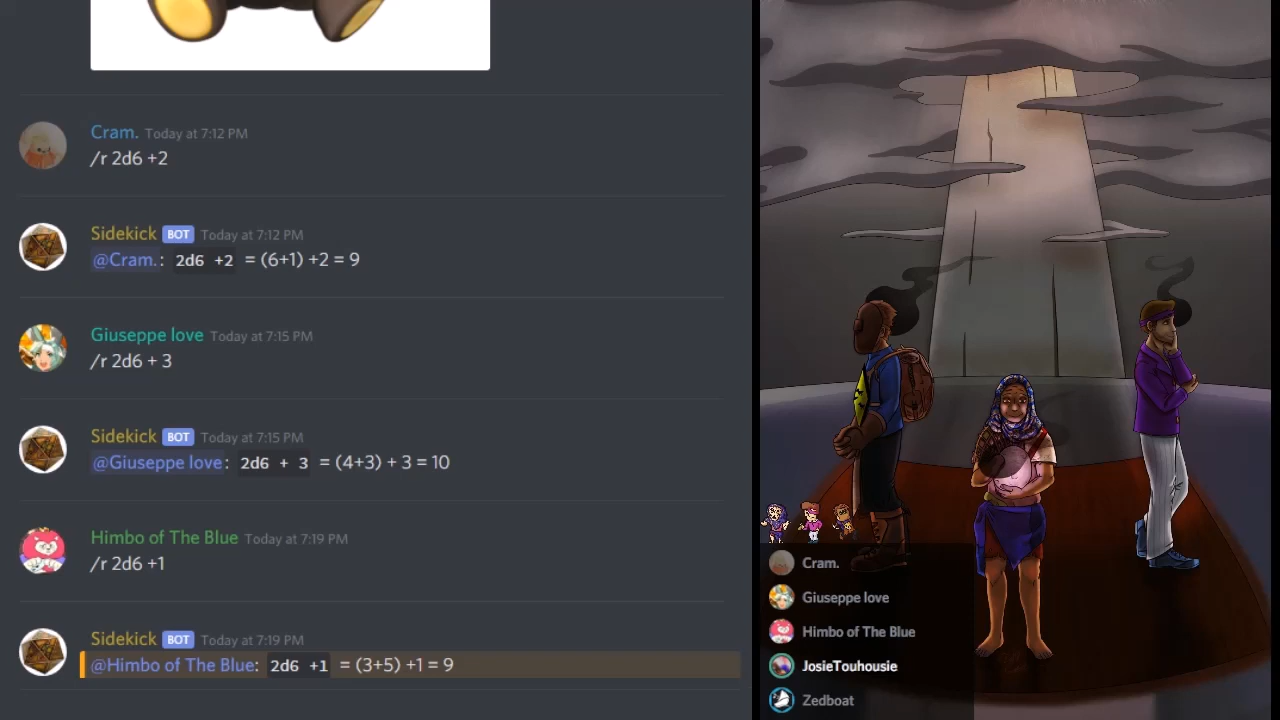 Cram. Today at 7:12 PM
/r 2d6 +2
Sidekick BOT Today at 7:12 PM
@Cram.: 2d6 +2 = (6+1) +2 = 9
Giuseppe love Today at 7:15 PM
/r 2d6 + 3
Sidekick BOT Today at 7:15 PM
@Giuseppe love: 2d6 + 3 = (4+3) + 3 = 10
Himbo of The Blue Today at 7:19 PM
/r 2d6 +1
Sidekick BOT Today at 7:19 PM
@Himbo of The Blue: 2d6 +1 = (3+5) +1 = 9
Cram.
Giuseppe love
Himbo of The Blue
JosieTouhousie
Zedboat